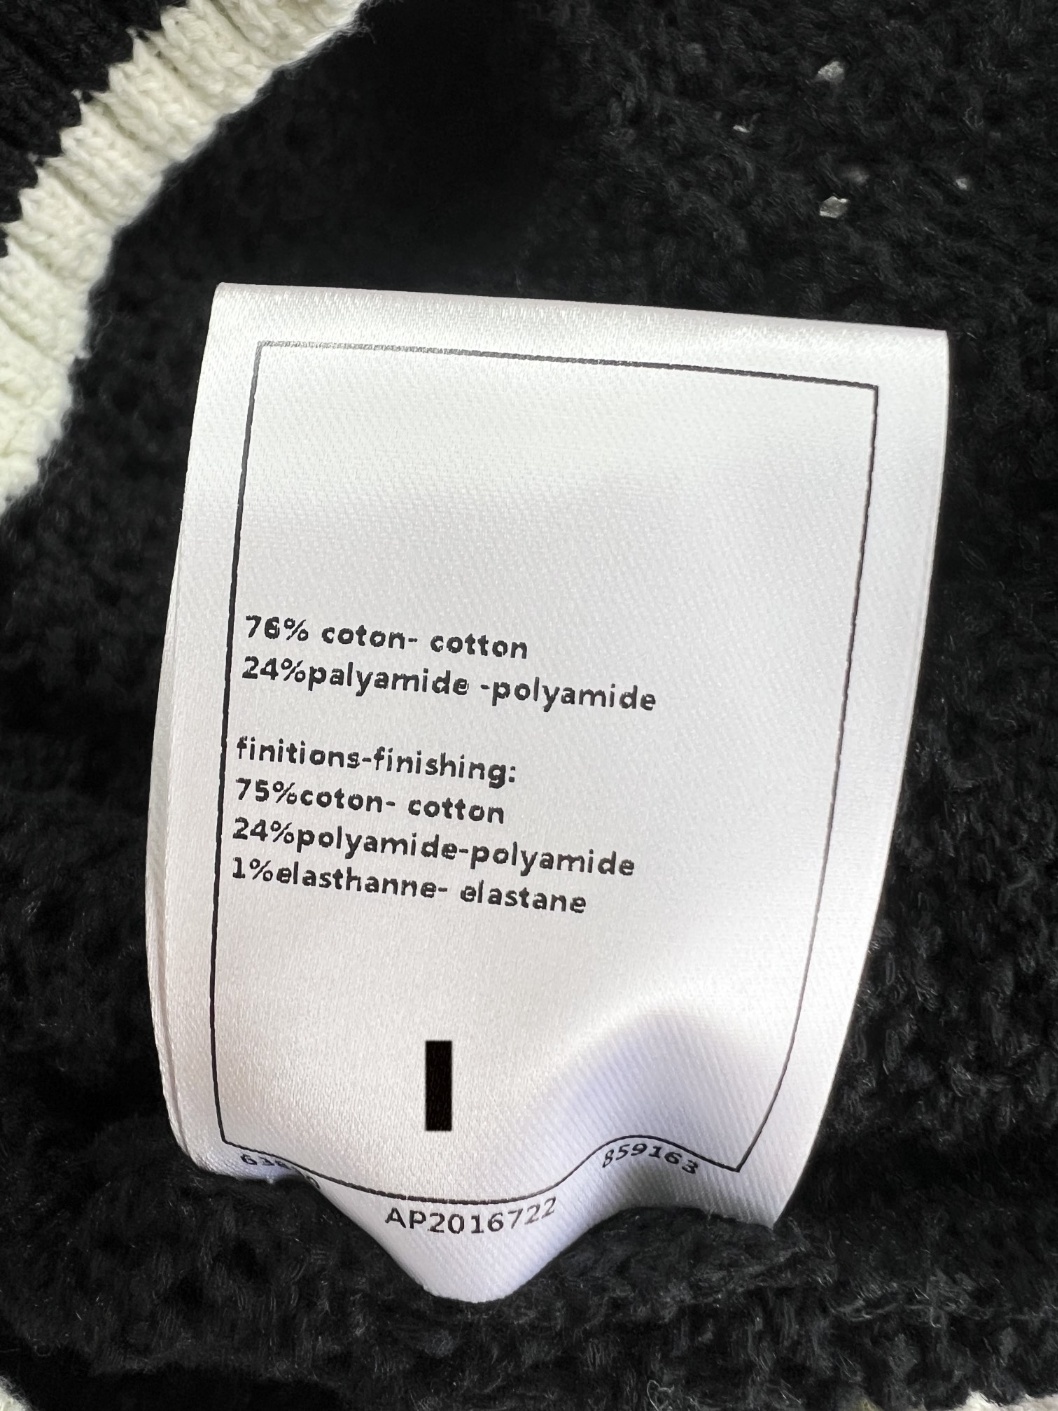 76% coton- cotton
24%palyamide -polyamide
finitions-finishing:
75%coton- cotton
24%polyamide-polyamide
1%elasthanne- elastane
859163
AP2016722